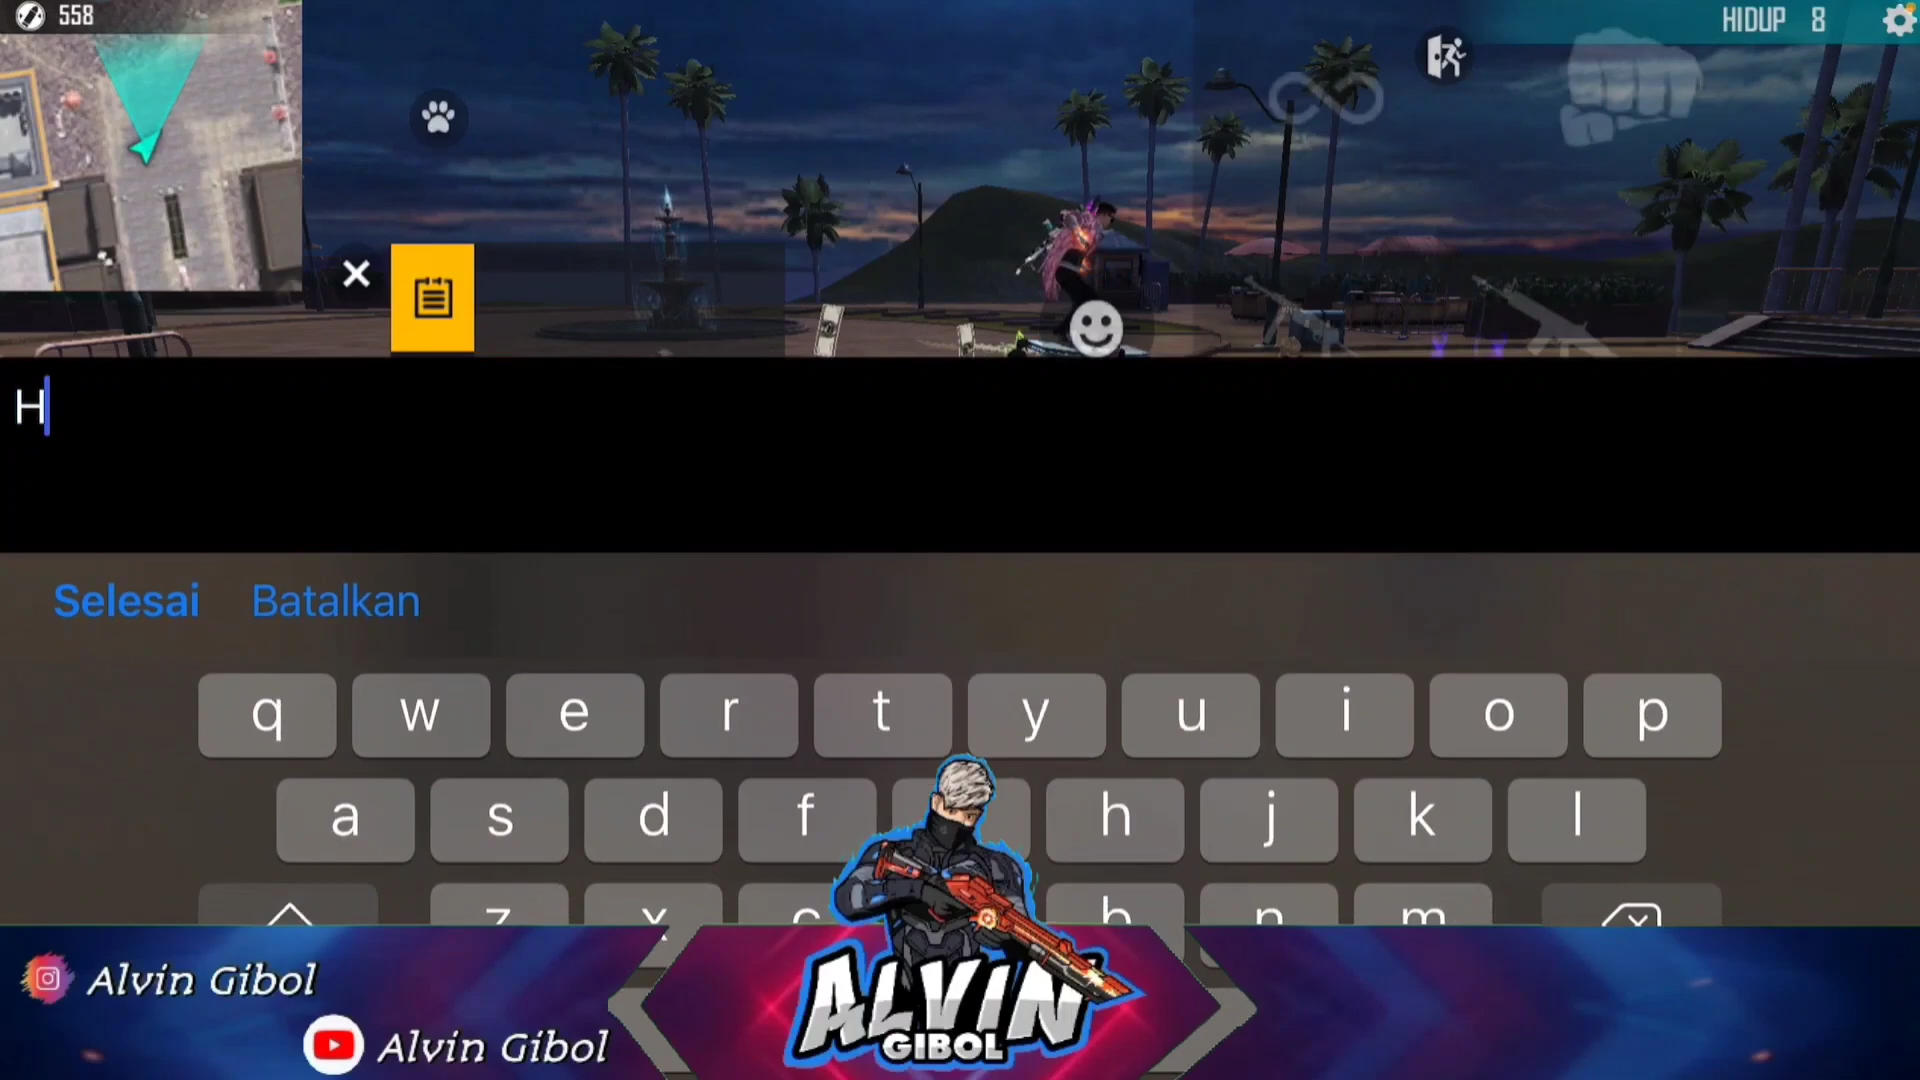 558
HIDUP 8
H
Selesai Batalkan
q w e r t y u i o p
a s d f h j k l
z x c b n m
Alvin Gibol
Alvin Gibol
ALVIN
GIBOL